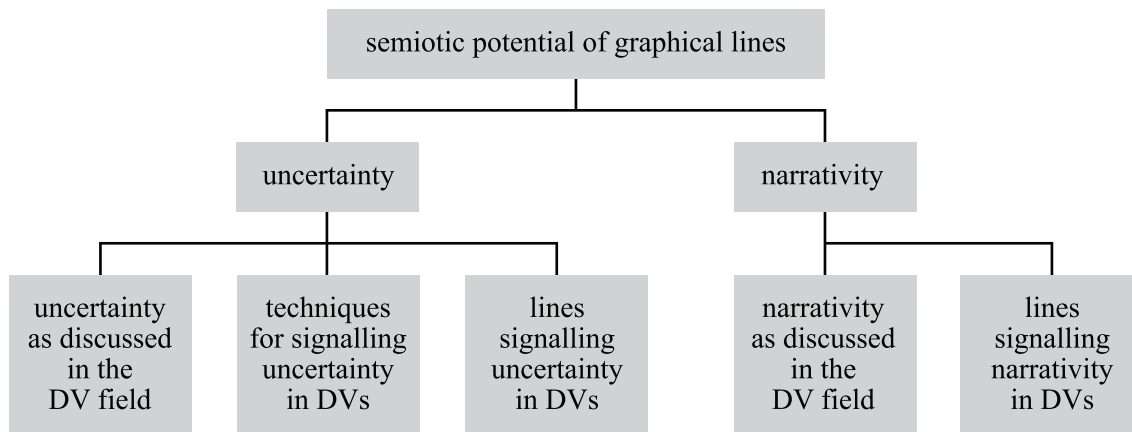 semiotic potential of graphical lines
uncertainty
narrativity
uncertainty
as discussed
in the
DV field
techniques
for signalling
uncertainty
in DVs
lines
signalling
uncertainty
in DVs
narrativity
as discussed
in the
DV field
lines
signalling
narrativity
in DVs